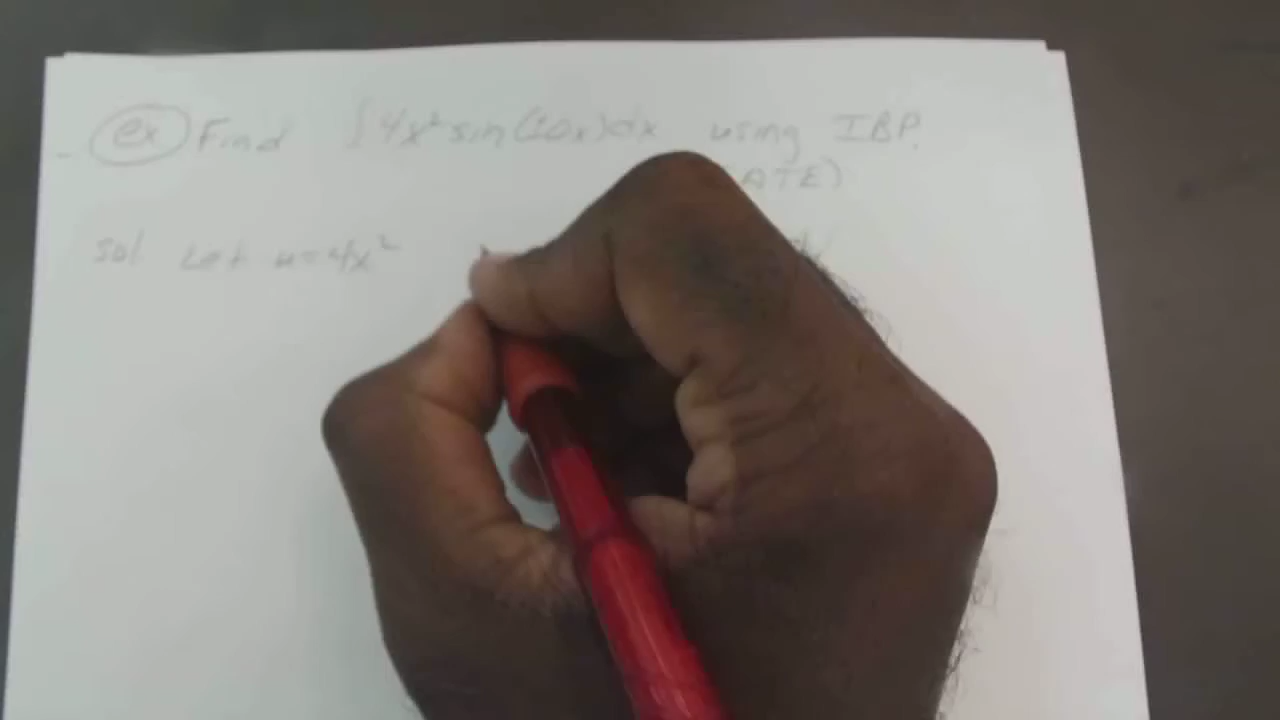 ex Find ∫4x² sin(10x)dx using IBP.
ATE)
sol Let u=4x²